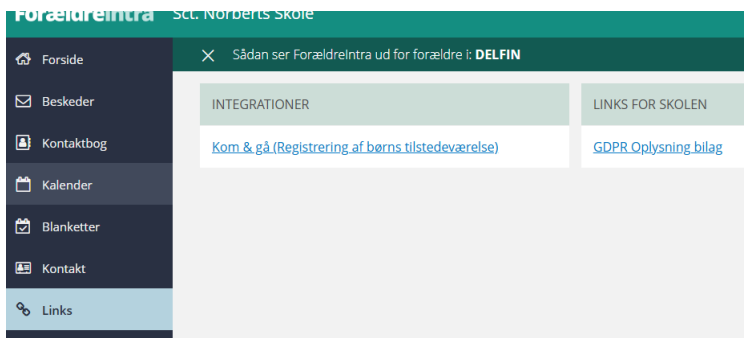 ForældreIntra Sct. Norberts Skole
Forside
Sådan ser ForældreIntra ud for forældre i: DELFIN
Beskeder
Kontaktbog
Kalender
Blanketter
Kontakt
Links
INTEGRATIONER
Kom & gå (Registrering af børns tilstedeværelse)
LINKS FOR SKOLEN
GDPR Oplysning bilag